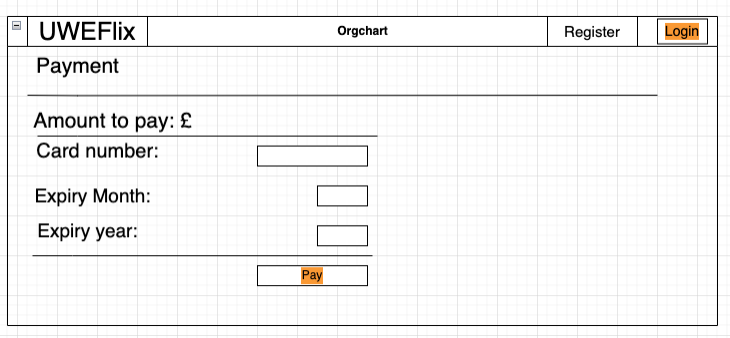 UWEFlix Orgchart Register Login
Payment
Amount to pay: £
Card number:
Expiry Month:
Expiry year:
Pay